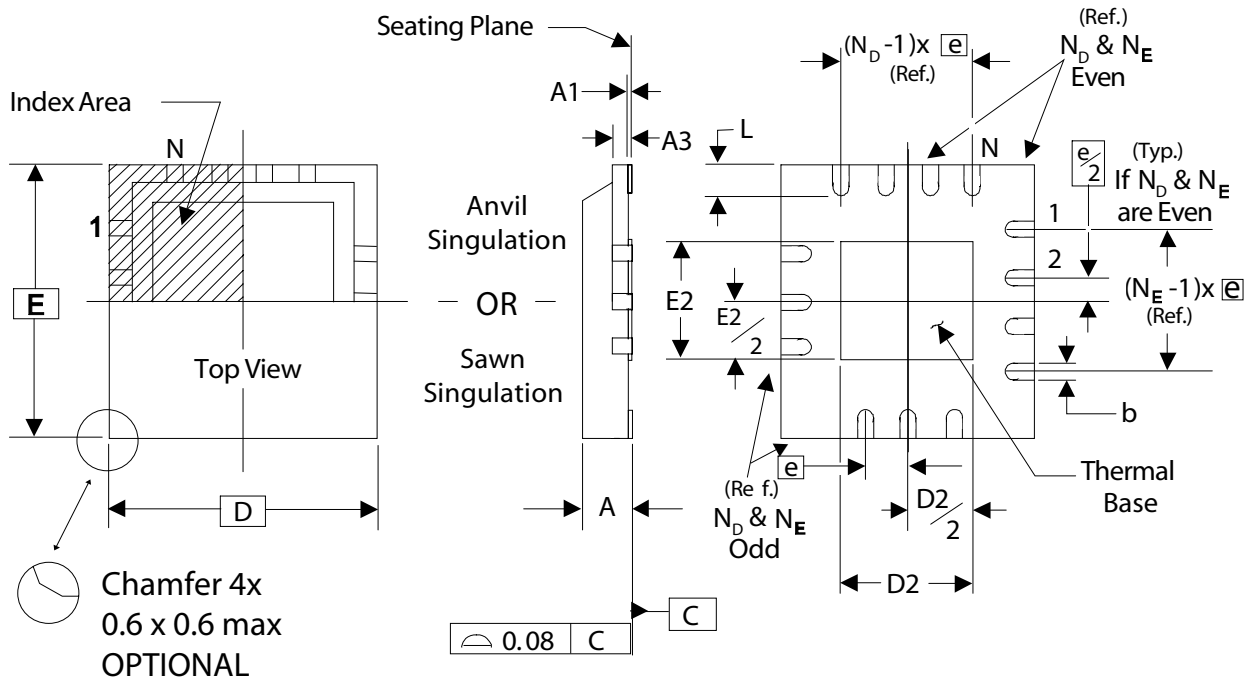 Seating Plane
(N_D -1)x e
(Ref.)
(Ref.)
N_D & N_E
Even
Index Area
A1
A3
L
N
N
e/2
(Typ.)
If N_D & N_E
are Even
1
1
2
Anvil
Singulation
OR
Sawn
Singulation
E
E2
E2/2
(N_E -1)x e
(Ref.)
Top View
b
e
Thermal
Base
(Re f.)
N_D & N_E
Odd
D
A
D2/2
D2
Chamfer 4x
0.6 x 0.6 max
OPTIONAL
C
0.08 C